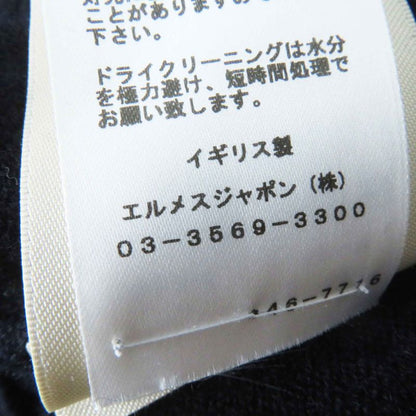 ことがありますので
下さい。
ドライクリーニングは水分
を極力避け、短時間処理で
お願い致します。
イギリス製
エルメスジャポン（株）
03-3569-3300